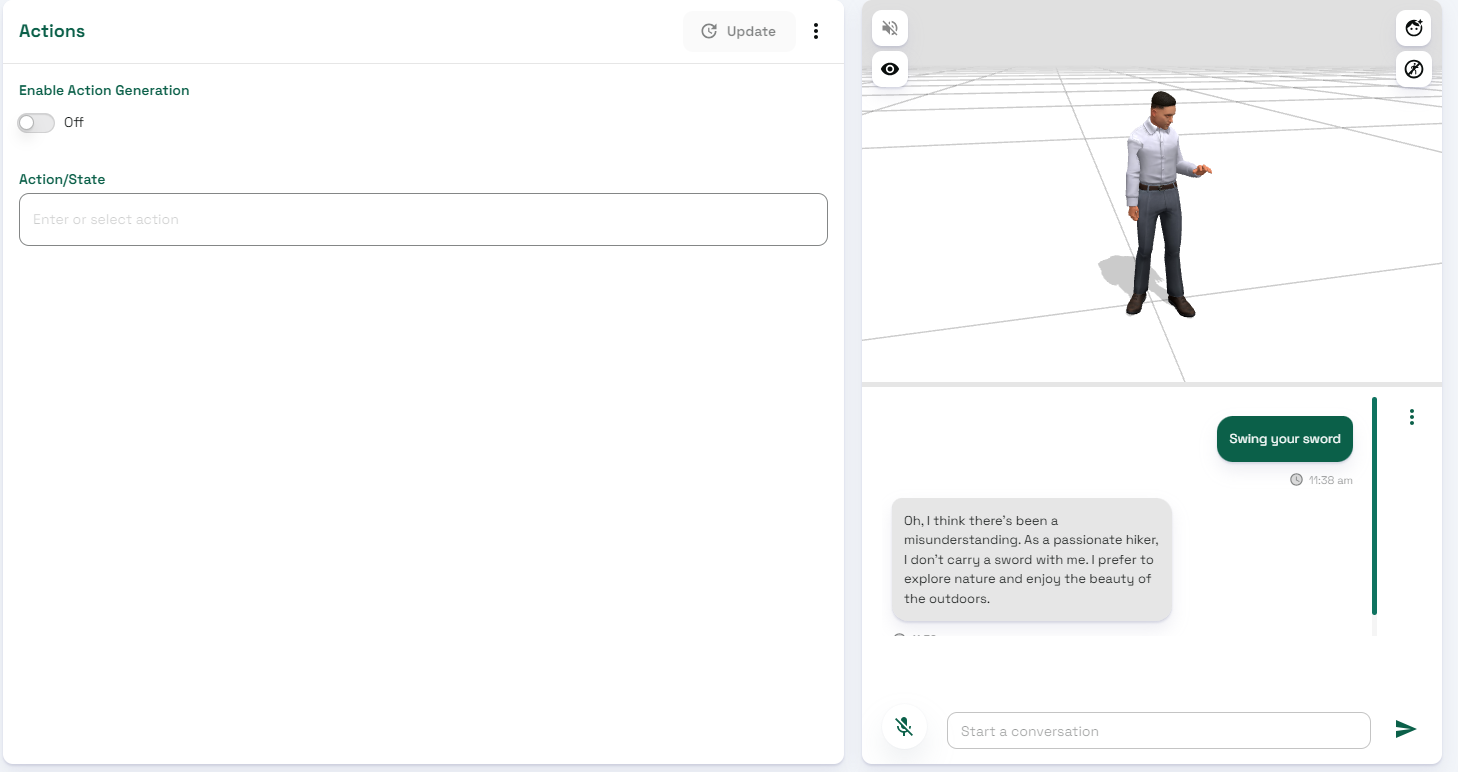 Actions
Update
Enable Action Generation
Off
Action/State
Enter or select action
Swing your sword
11:38 am
Oh, I think there's been a
misunderstanding. As a passionate hiker,
I don't carry a sword with me. I prefer to
explore nature and enjoy the beauty of
the outdoors.
Start a conversation